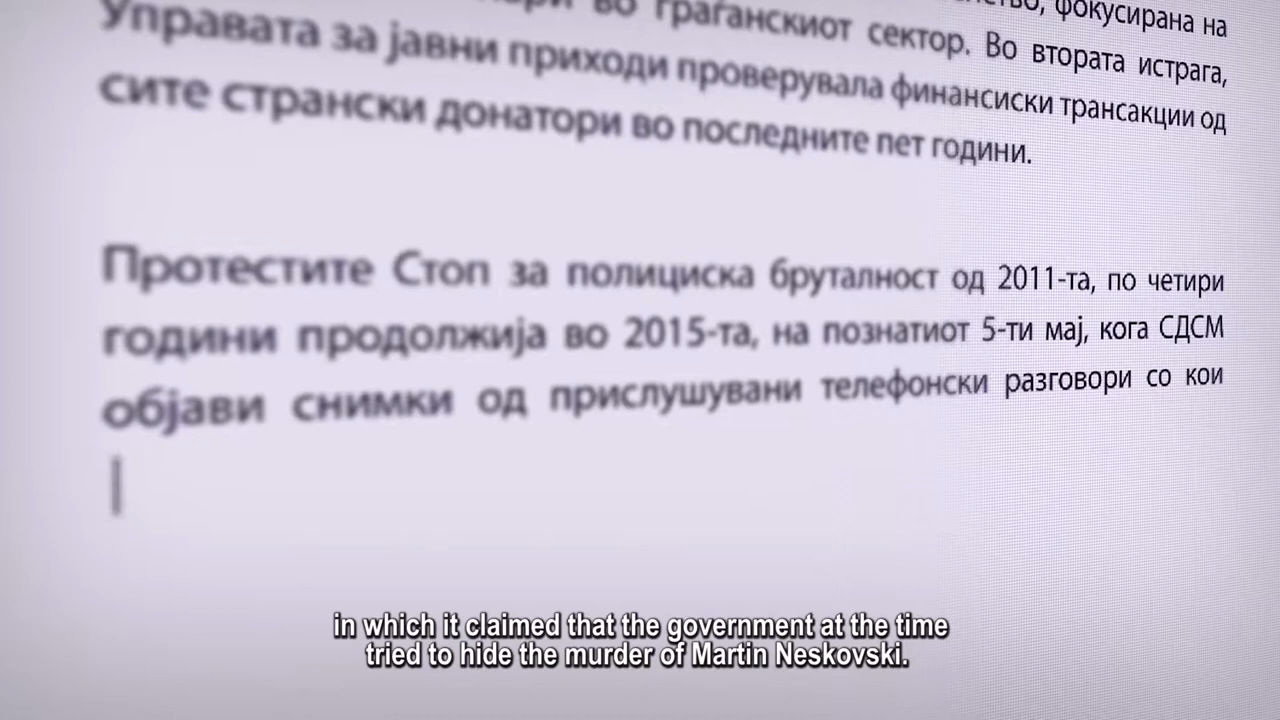 во граѓанскиот сектор. Во втората истрага, фокусирана на
Управата за јавни приходи проверувала финансиски трансакции од
сите странски донатори во последните пет години.
Протестите Стоп за полициска бруталност од 2011-та, по четири
години продолжија во 2015-та, на познатиот 5-ти мај, кога СДСМ
објави снимки од прислушувани телефонски разговори со кои
in which it claimed that the government at the time
tried to hide the murder of Martin Neskovski.